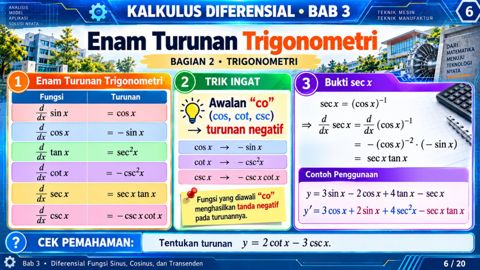 ANALISIS
MODEL
APLIKASI
SOLUSI NYATA
KALKULUS DIFERENSIAL • BAB 3
TEKNIK MESIN
TEKNIK MANUFAKTUR
6
Enam Turunan Trigonometri
BAGIAN 2 • TRIGONOMETRI
DARI
MATEMATIKA
MENUJU
TEKNOLOGI
NYATA
1 Enam Turunan Trigonometri
Fungsi Turunan
d/dx sin x = cos x
d/dx cos x = − sin x
d/dx tan x = sec²x
d/dx cot x = − csc²x
d/dx sec x = sec x tan x
d/dx csc x = − csc x cot x
2 TRIK INGAT
Awalan “co”
(cos, cot, csc)
→ turunan negatif
cos x → − sin x
cot x → − csc²x
csc x → − csc x cot x
Fungsi yang diawali “co”
menghasilkan tanda negatif
pada turunannya.
3 Bukti sec x
sec x = (cos x)⁻¹
⇒ d/dx sec x = d/dx (cos x)⁻¹
= −(cos x)⁻² · (− sin x)
= sec x tan x
Contoh Penggunaan
y = 3 sin x − 2 cos x + 4 tan x − sec x
y′ = 3 cos x + 2 sin x + 4 sec²x − sec x tan x
? CEK PEMAHAMAN: Tentukan turunan y = 2 cot x − 3 csc x.
Bab 3 • Diferensial Fungsi Sinus, Cosinus, dan Transenden
6 / 20